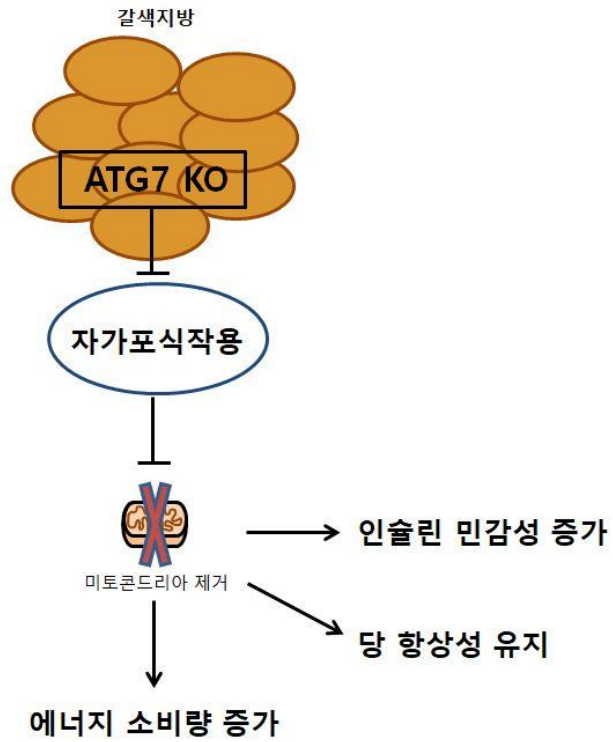 갈색지방
ATG7 KO
자가포식작용
미토콘드리아 제거
인슐린 민감성 증가
당 항상성 유지
에너지 소비량 증가